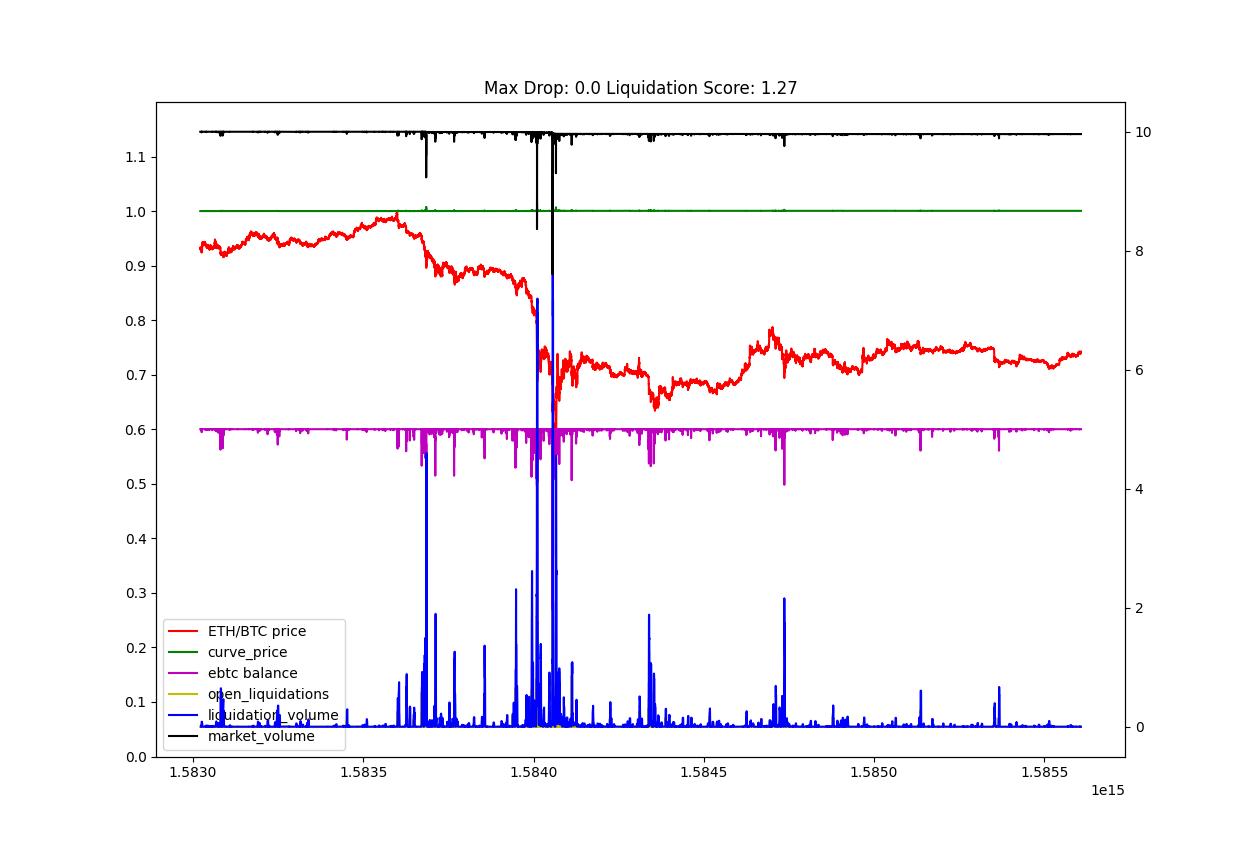 Max Drop: 0.0 Liquidation Score: 1.27
1.1
1.0
0.9
0.8
0.7
0.6
0.5
0.4
0.3
0.2
0.1
0.0
10
8
6
4
2
0
ETH/BTC price
curve_price
ebtc balance
open_liquidations
liquidation_volume
market_volume
1.5830 1.5835 1.5840 1.5845 1.5850 1.5855
1e15